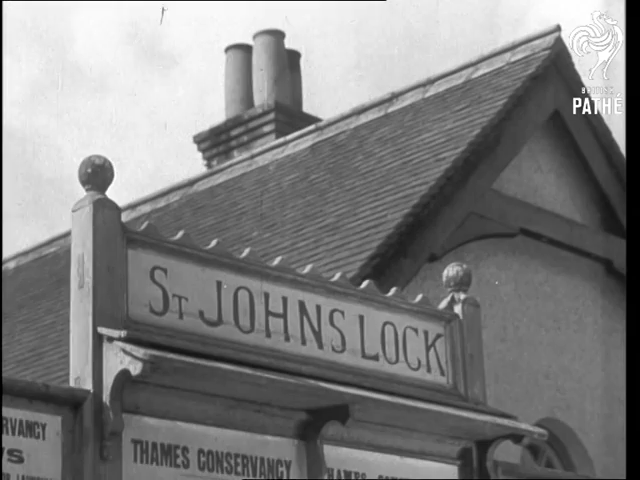 BRITISH
PATHÉ
ST JOHNS LOCK
RVANCY
THAMES CONSERVANCY